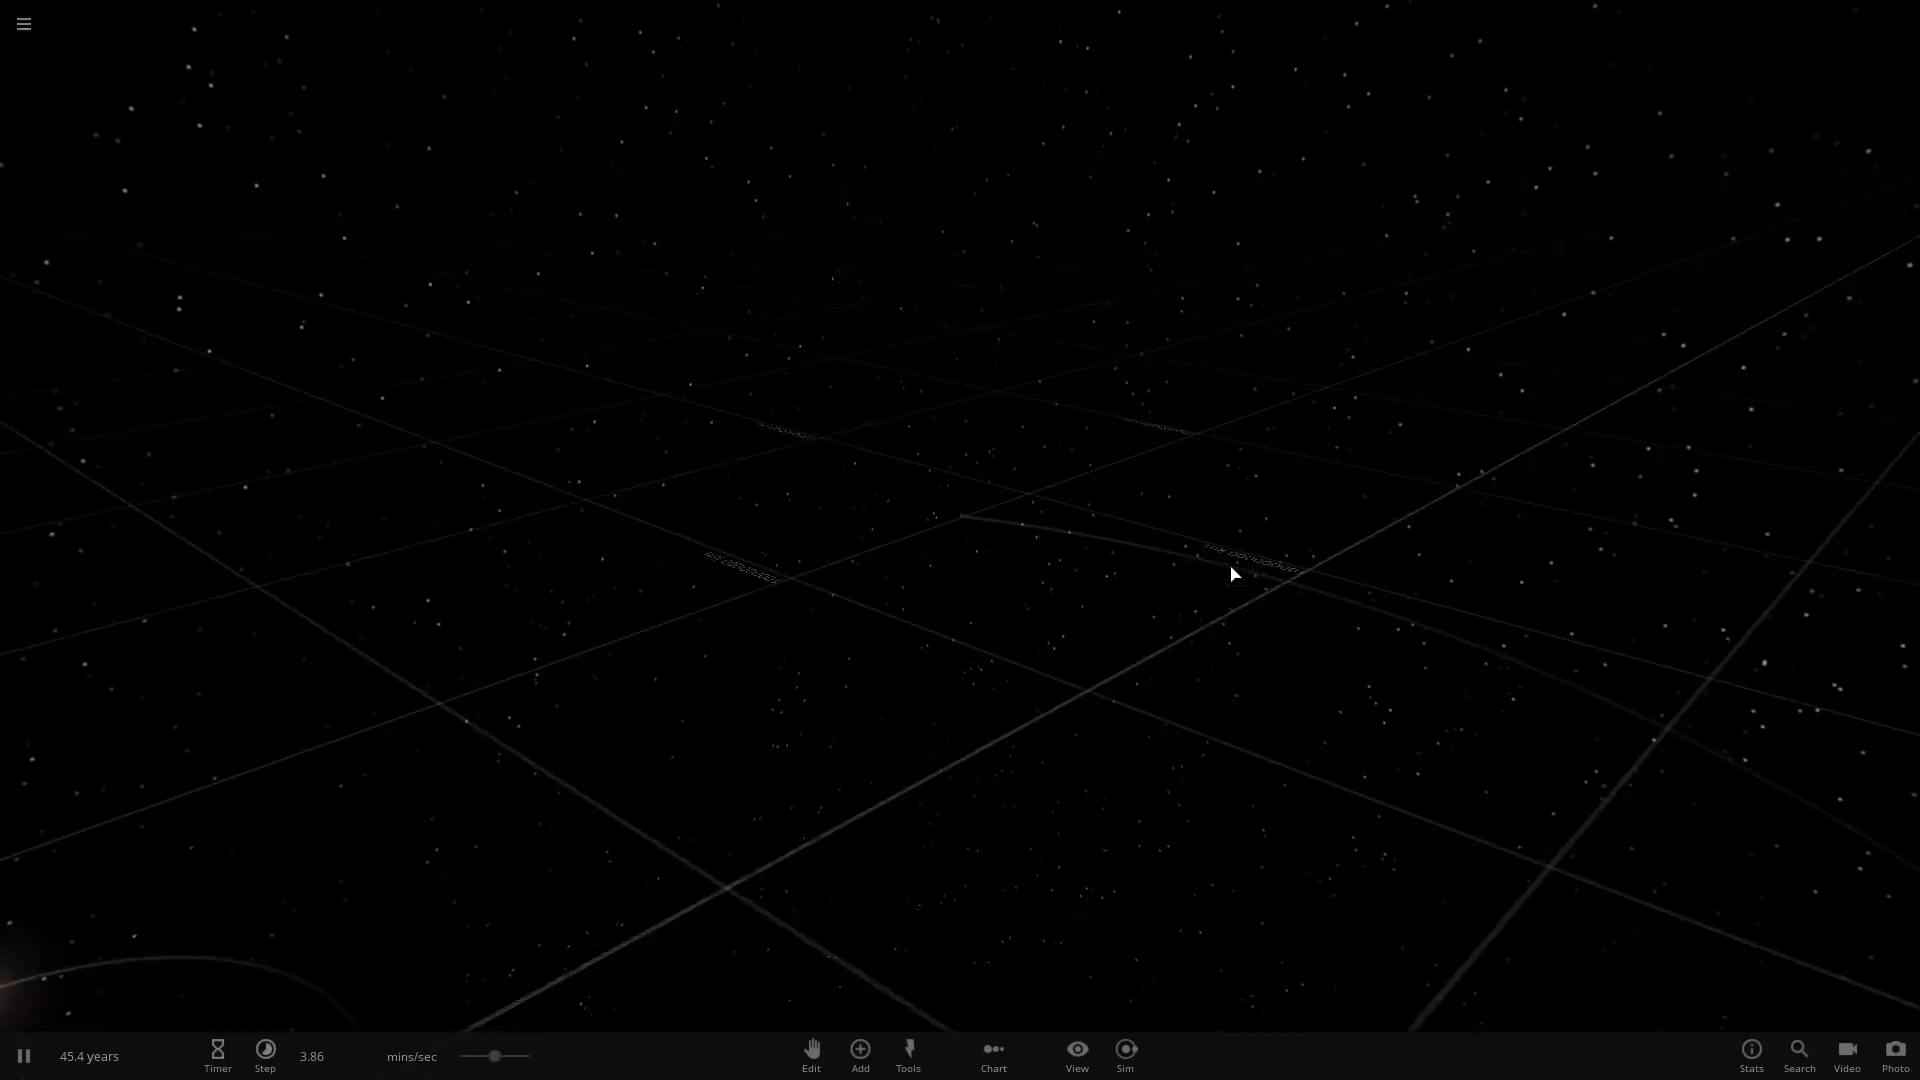 45.4 years
Timer
Step
3.86
mins/sec
Edit
Add
Tools
Chart
View
Sim
Stats
Search
Video
Photo